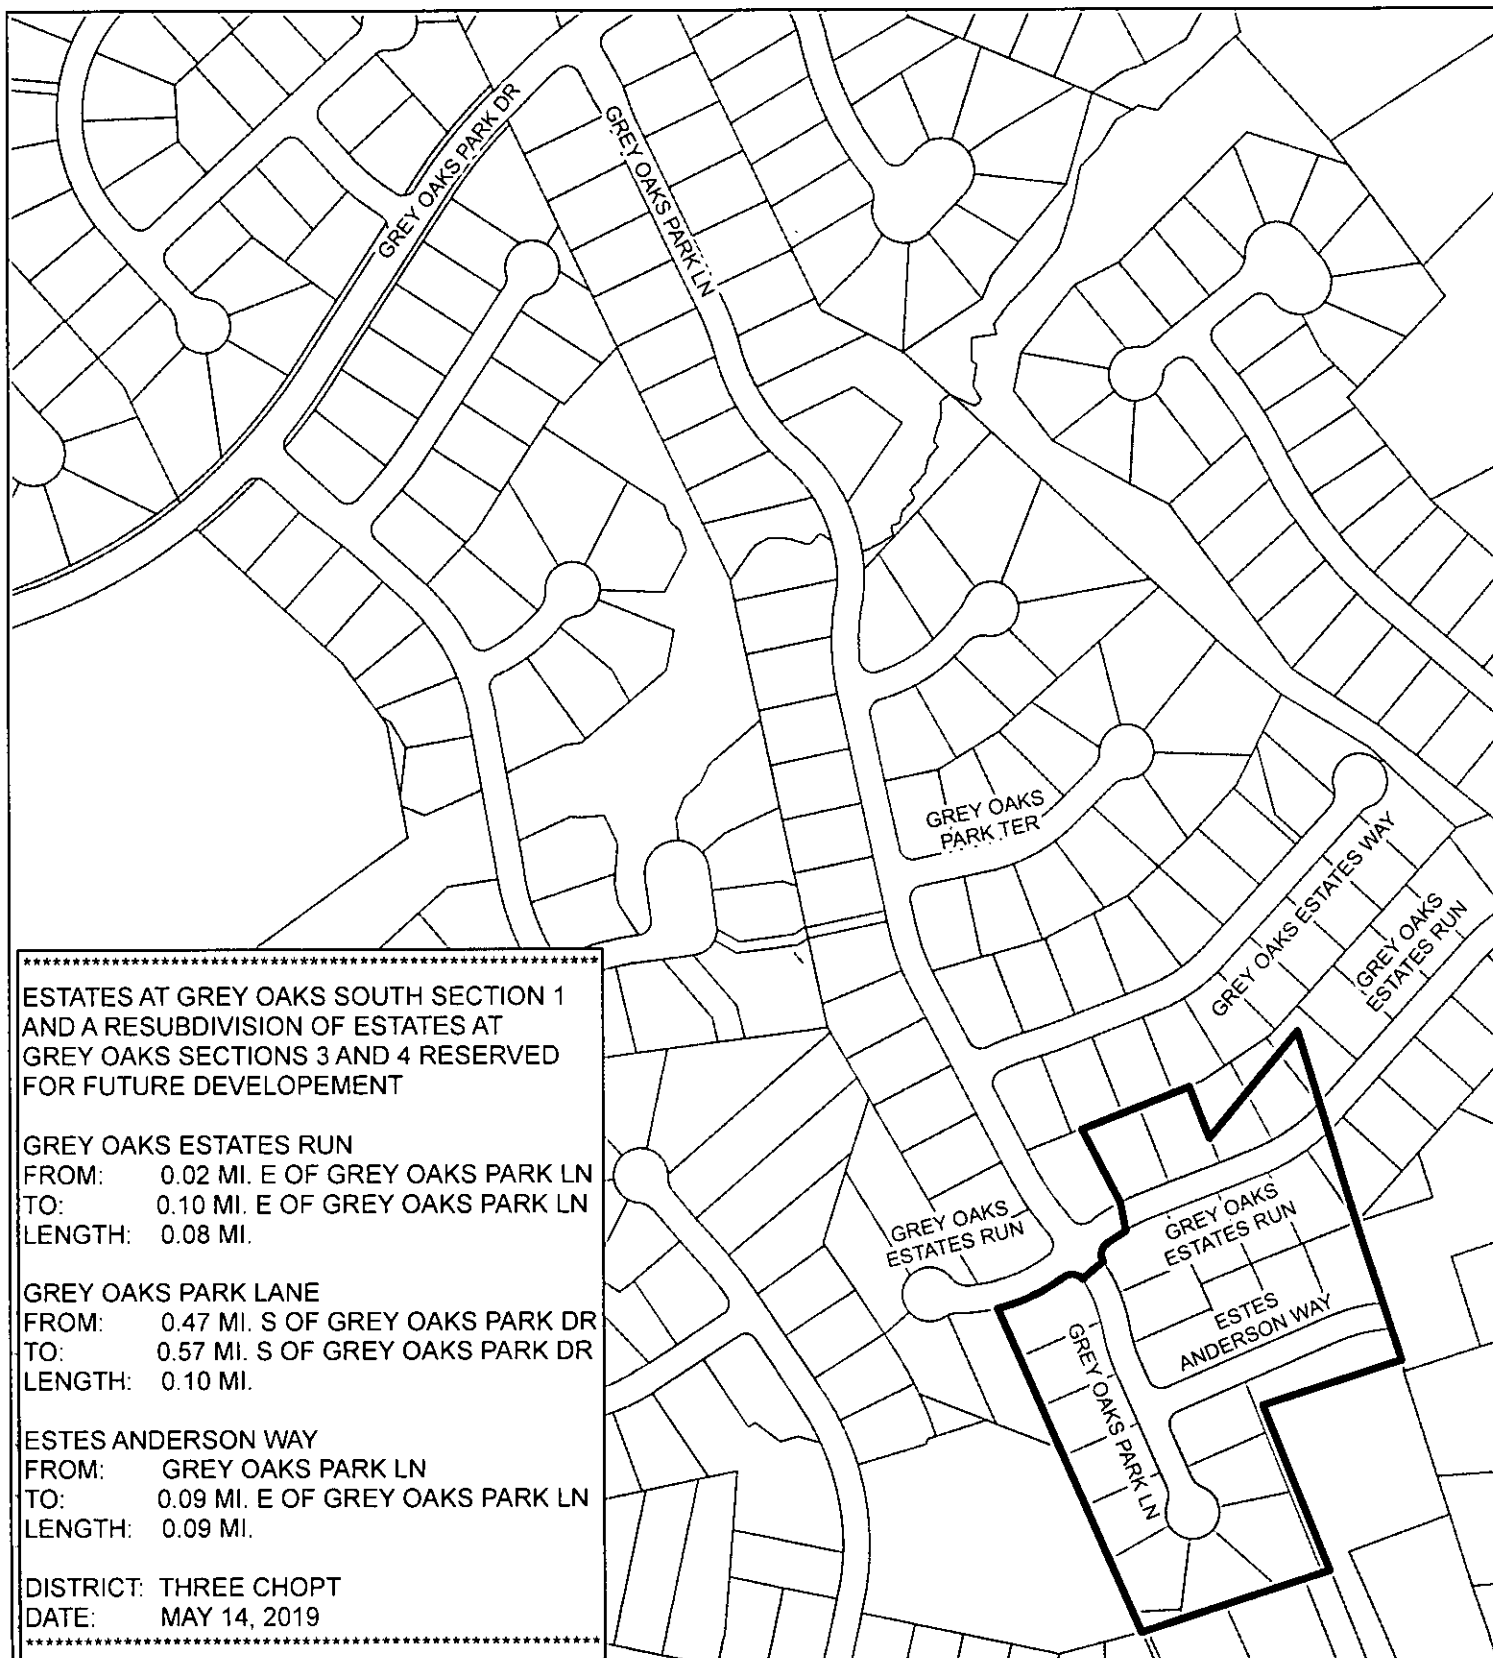 GREY OAKS PARK DR
GREY OAKS PARK LN
GREY OAKS
PARK TER
GREY OAKS ESTATES WAY
GREY OAKS
ESTATES RUN
GREY OAKS
ESTATES RUN
GREY OAKS
ESTATES RUN
ESTES
ANDERSON WAY
GREY OAKS PARK LN
ESTATES AT GREY OAKS SOUTH SECTION 1
AND A RESUBDIVISION OF ESTATES AT
GREY OAKS SECTIONS 3 AND 4 RESERVED
FOR FUTURE DEVELOPEMENT
GREY OAKS ESTATES RUN
FROM: 0.02 MI. E OF GREY OAKS PARK LN
TO: 0.10 MI. E OF GREY OAKS PARK LN
LENGTH: 0.08 MI.
GREY OAKS PARK LANE
FROM: 0.47 MI. S OF GREY OAKS PARK DR
TO: 0.57 MI. S OF GREY OAKS PARK DR
LENGTH: 0.10 MI.
ESTES ANDERSON WAY
FROM: GREY OAKS PARK LN
TO: 0.09 MI. E OF GREY OAKS PARK LN
LENGTH: 0.09 MI.
DISTRICT: THREE CHOPT
DATE: MAY 14, 2019